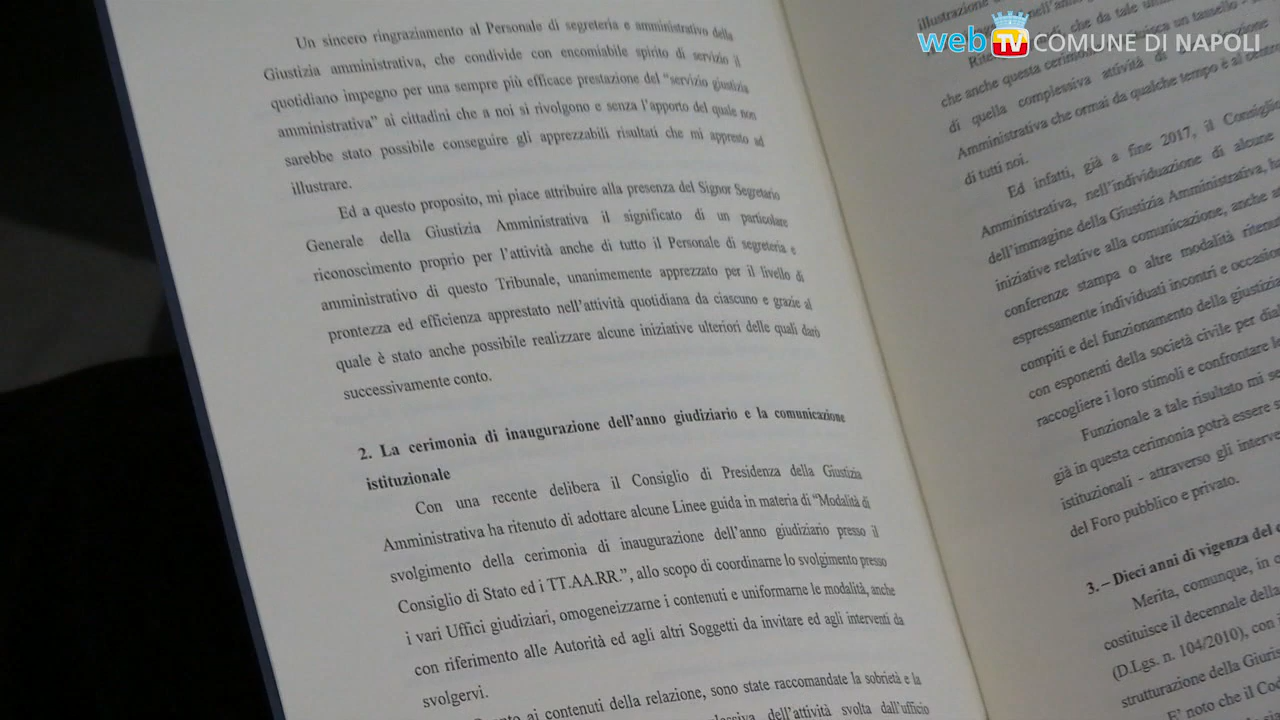 Un sincero ringraziamento al Personale di segreteria e amministrativo della
Giustizia amministrativa, che condivide con encomiabile spirito di servizio il
quotidiano impegno per una sempre più efficace prestazione del “servizio giustizia
amministrativa” ai cittadini che a noi si rivolgono e senza l’apporto del quale non
sarebbe stato possibile conseguire gli apprezzabili risultati che mi appresto ad
illustrare.
Ed a questo proposito, mi piace attribuire alla presenza del Signor Segretario
Generale della Giustizia Amministrativa il significato di un particolare
riconoscimento proprio per l’attività anche di tutto il Personale di segreteria e
amministrativo di questo Tribunale, unanimemente apprezzato per il livello di
prontezza ed efficienza apprestato nell’attività quotidiana da ciascuno e grazie al
quale è stato anche possibile realizzare alcune iniziative ulteriori delle quali darò
successivamente conto.
2. La cerimonia di inaugurazione dell’anno giudiziario e la comunicazione
istituzionale
Con una recente delibera il Consiglio di Presidenza della Giustizia
Amministrativa ha ritenuto di adottare alcune Linee guida in materia di “Modalità di
svolgimento della cerimonia di inaugurazione dell’anno giudiziario presso il
Consiglio di Stato ed i TT.AA.RR.”, allo scopo di coordinarne lo svolgimento presso
i vari Uffici giudiziari, omogeneizzarne i contenuti e uniformarne le modalità, anche
con riferimento alle Autorità ed agli altri Soggetti da invitare ed agli interventi da
svolgervi.
ai contenuti della relazione, sono state raccomandate la sobrietà e la
dell’attività svolta dall’ufficio
web TV COMUNE DI NAPOLI
illustrazione
nell’anno
che da tale
un tassello
che anche questa cerimonia
di quella complessiva attività di
Amministrativa che ormai da qualche tempo è al centro
di tutti noi.
Ed infatti, già a fine 2017, il Consiglio
Amministrativa, nell’individuazione di alcune
dell’immagine della Giustizia Amministrativa, ha
iniziative relative alla comunicazione, anche
conferenze stampa o altre modalità
espressamente individuati incontri e
compiti e del funzionamento della giustizia
con esponenti della società civile per
raccogliere i loro stimoli e confrontare
Funzionale a tale risultato mi
già in questa cerimonia potrà essere
istituzionali - attraverso gli
del Foro pubblico e privato.
3. – Dieci anni di vigenza del
Merita, comunque, in
costituisce il decennale della
(D.Lgs. n. 104/2010), con
strutturazione della
E’ noto che il